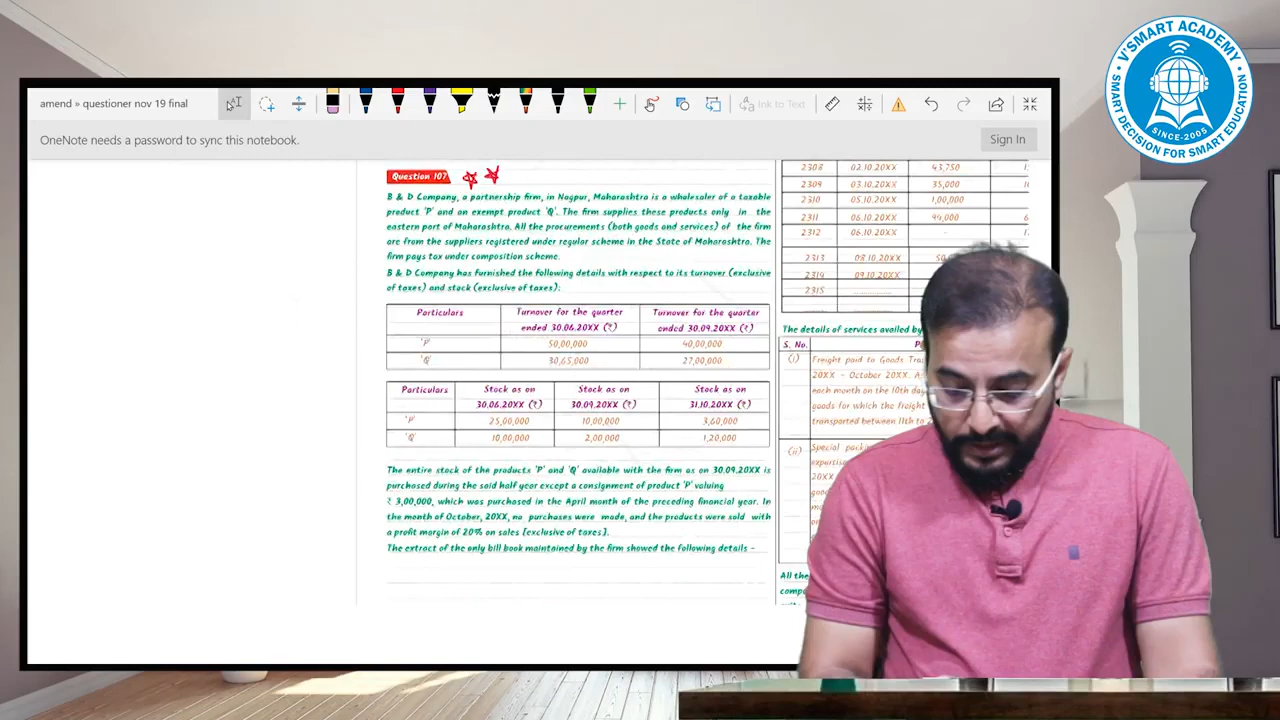 amend » questioner nov 19 final
Ink to Text
OneNote needs a password to sync this notebook.
Sign In
V'SMART ACADEMY
SINCE-2005
SMART DECISION FOR SMART EDUCATION
Question 107
B & D Company, a partnership firm, in Nagpur, Maharashtra is a wholesaler of a taxable
product 'P' and an exempt product 'Q'. The firm supplies these products only in the
eastern part of Maharashtra. All the procurements (both goods and services) of the firm
are from the suppliers registered under regular scheme in the State of Maharashtra. The
firm pays tax under composition scheme.
B & D Company has furnished the following details with respect to its turnover (exclusive
of taxes) and stock (exclusive of taxes):
Particulars Turnover for the quarter Turnover for the quarter
ended 30.06.20XX (₹) ended 30.09.20XX (₹)
'P' 50,00,000 40,00,000
'Q' 30,65,000 27,00,000
Particulars Stock as on Stock as on Stock as on
30.06.20XX (₹) 30.09.20XX (₹) 31.10.20XX (₹)
'P' 25,00,000 10,00,000 3,60,000
'Q' 10,00,000 2,00,000 1,20,000
The entire stock of the products 'P' and 'Q' available with the firm as on 30.09.20XX is
purchased during the said half year except a consignment of product 'P' valuing
₹ 3,00,000, which was purchased in the April month of the preceding financial year. In
the month of October, 20XX, no purchases were made, and the products were sold with
a profit margin of 20% on sales [exclusive of taxes].
The extract of the only bill book maintained by the firm showed the following details -
2308 02.10.20XX 43,750
2309 03.10.20XX 35,000
2310 05.10.20XX 1,00,000
2311 06.10.20XX 94,000
2312 06.10.20XX -
2313 08.10.20XX
2314 09.10.20XX
2315 ..............
The details of services availed by
S. No.
(i) Freight paid to Goods
20XX - October 20XX.
each month on the 10th day
goods for which the freight
transported between 11th to
(ii) Special
20XX
All the